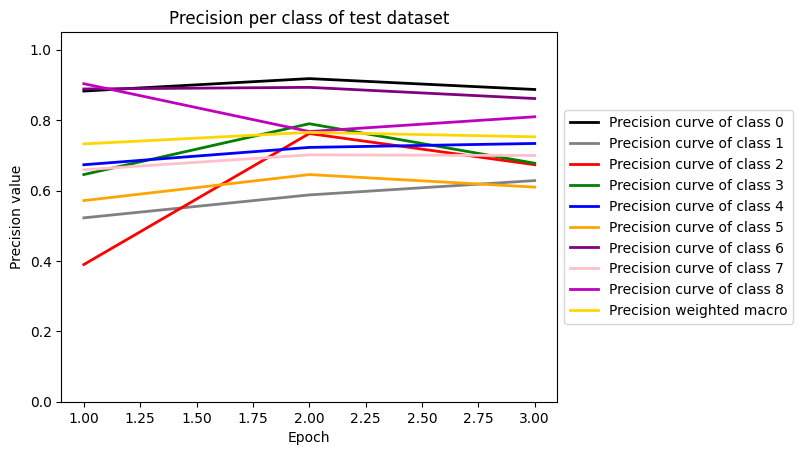 Precision per class of test dataset
1.0
0.8
0.6
0.4
0.2
0.0
Precision value
1.00 1.25 1.50 1.75 2.00 2.25 2.50 2.75 3.00
Epoch
Precision curve of class 0
Precision curve of class 1
Precision curve of class 2
Precision curve of class 3
Precision curve of class 4
Precision curve of class 5
Precision curve of class 6
Precision curve of class 7
Precision curve of class 8
Precision weighted macro